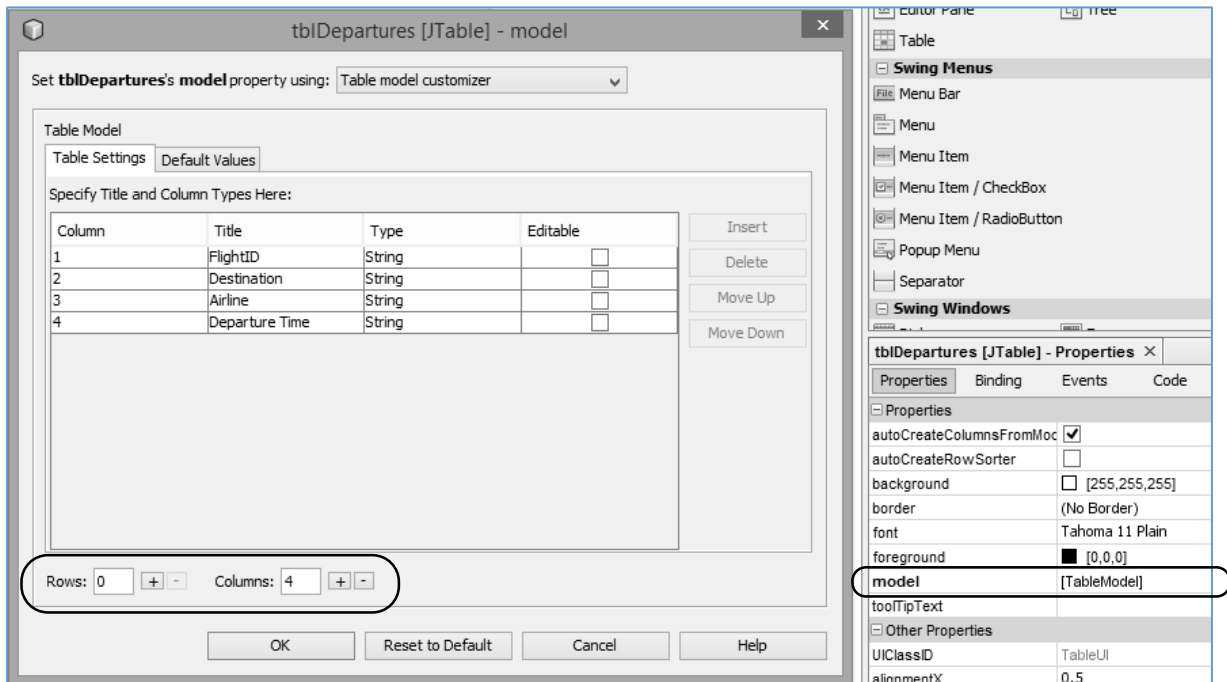 tblDepartures [JTable] - model
Set tblDepartures's model property using: Table model customizer
Table Model
Table Settings Default Values
Specify Title and Column Types Here:
Column Title Type Editable
1 FlightID String
2 Destination String
3 Airline String
4 Departure Time String
Insert
Delete
Move Up
Move Down
Rows: 0 + - Columns: 4 + -
OK Reset to Default Cancel Help
Editor Pane Tree
Table
Swing Menus
File Menu Bar
Menu
Menu Item
Menu Item / CheckBox
Menu Item / RadioButton
Popup Menu
Separator
Swing Windows
tblDepartures [JTable] - Properties
Properties Binding Events Code
Properties
autoCreateColumnsFromMod
autoCreateRowSorter
background [255,255,255]
border (No Border)
font Tahoma 11 Plain
foreground [0,0,0]
model [TableModel]
toolTipText
Other Properties
UIClassID TableUI
alignmentX 0.5